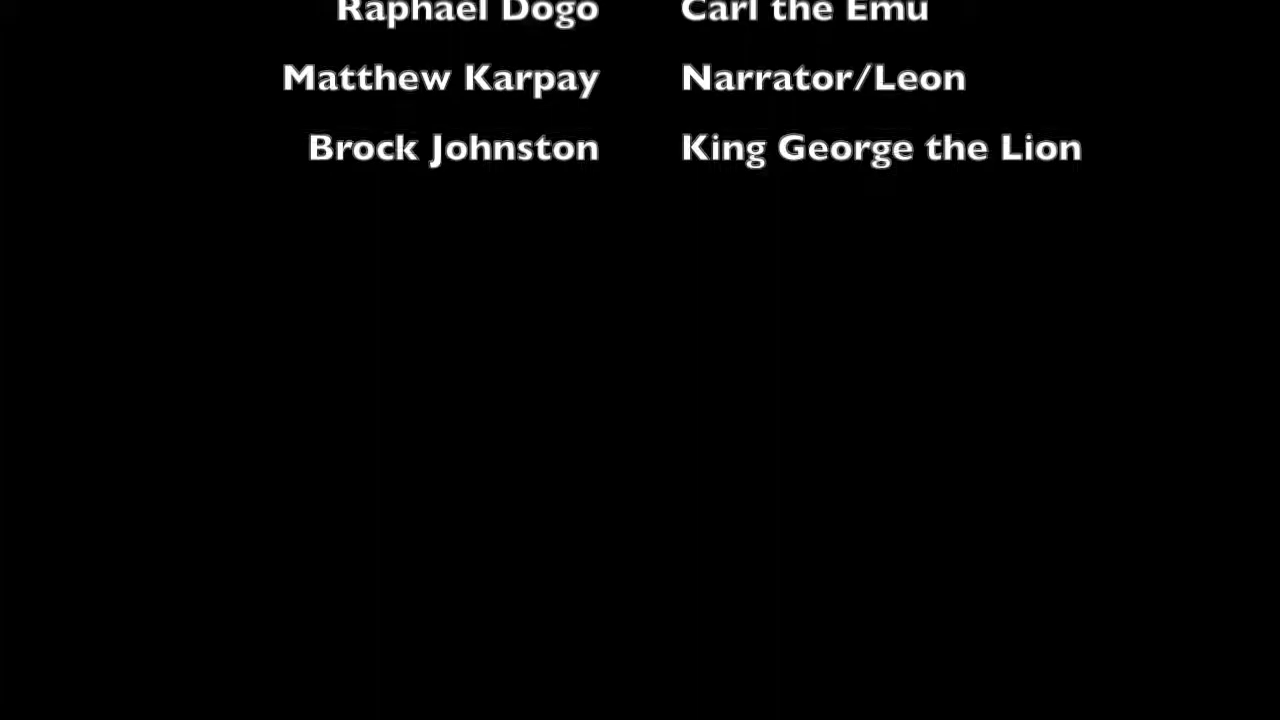 Raphael Dogo Carl the Emu
Matthew Karpay Narrator/Leon
Brock Johnston King George the Lion